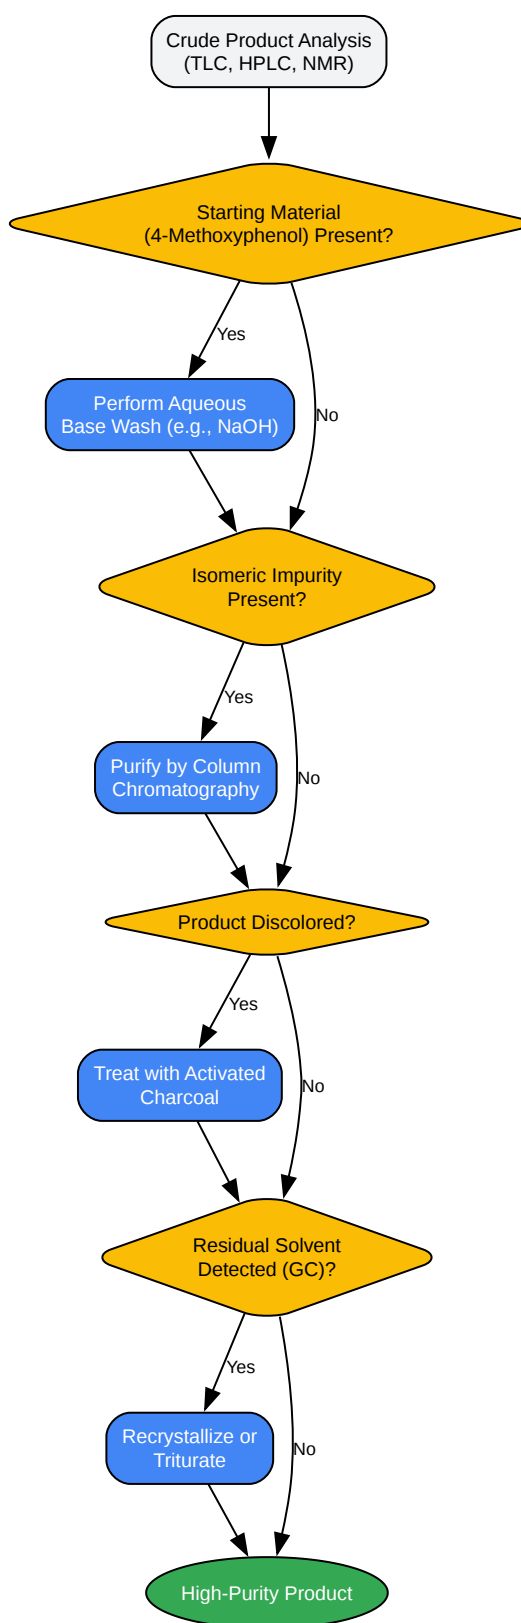 Crude Product Analysis
(TLC, HPLC, NMR)
Starting Material
(4-Methoxyphenol) Present?
Yes
No
Perform Aqueous
Base Wash (e.g., NaOH)
Isomeric Impurity
Present?
Yes
No
Purify by Column
Chromatography
Product Discolored?
Yes
No
Treat with Activated
Charcoal
Residual Solvent
Detected (GC)?
Yes
No
Recrystallize or
Triturate
High-Purity Product